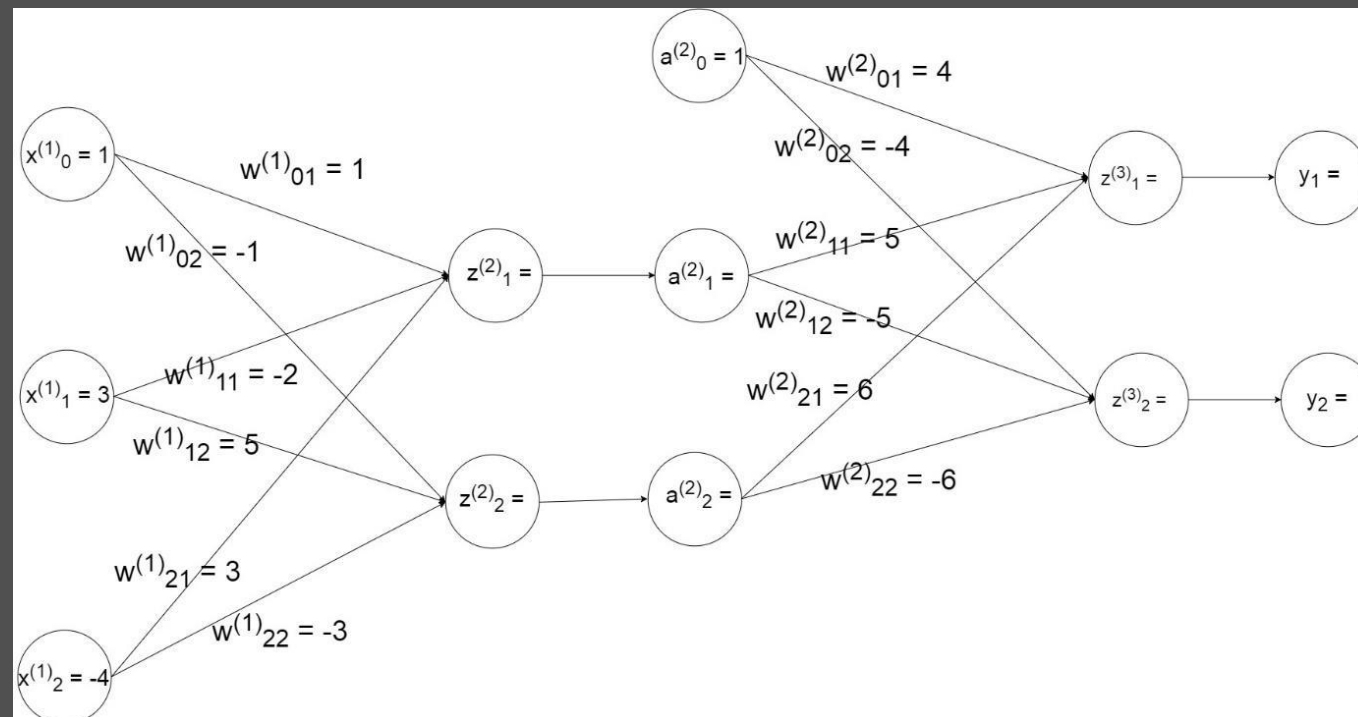 a(2)0 = 1
w(2)01 = 4
w(2)02 = -4
x(1)0 = 1
w(1)01 = 1
z(3)1 =
y1 =
w(1)02 = -1
w(2)11 = 5
z(2)1 =
a(2)1 =
w(2)12 = -5
x(1)1 = 3
w(1)11 = -2
w(2)21 = 6
z(3)2 =
y2 =
w(1)12 = 5
w(2)22 = -6
z(2)2 =
a(2)2 =
w(1)21 = 3
w(1)22 = -3
x(1)2 = -4